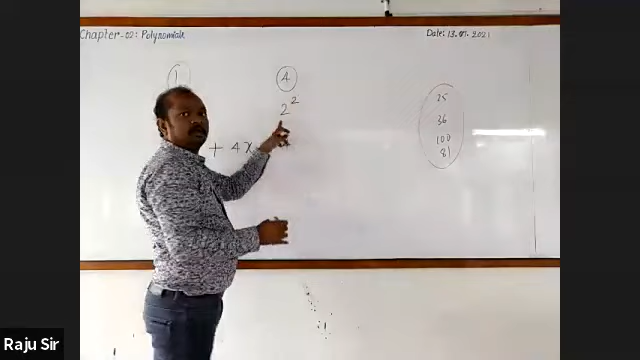 Chapter-02: Polynomials
Date: 13.07.2021
1
4
2²
+ 4x
25
36
100
81
Raju Sir